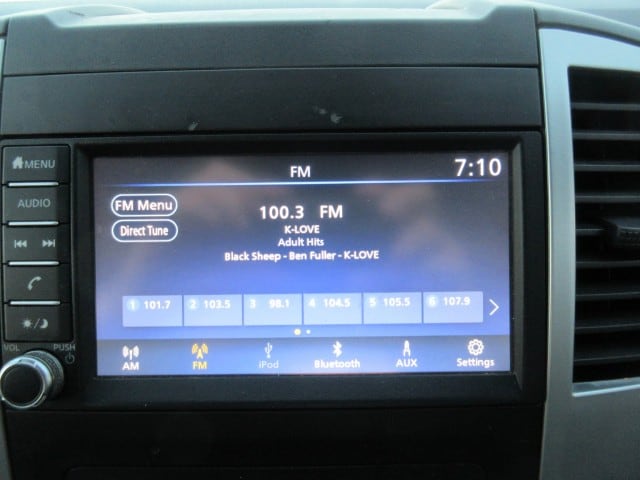 MENU
AUDIO
VOL PUSH
FM 7:10
FM Menu
Direct Tune
100.3 FM
K-LOVE
Adult Hits
Black Sheep - Ben Fuller - K-LOVE
1 101.7 2 103.5 3 98.1 4 104.5 5 105.5 6 107.9
AM FM iPod Bluetooth AUX Settings